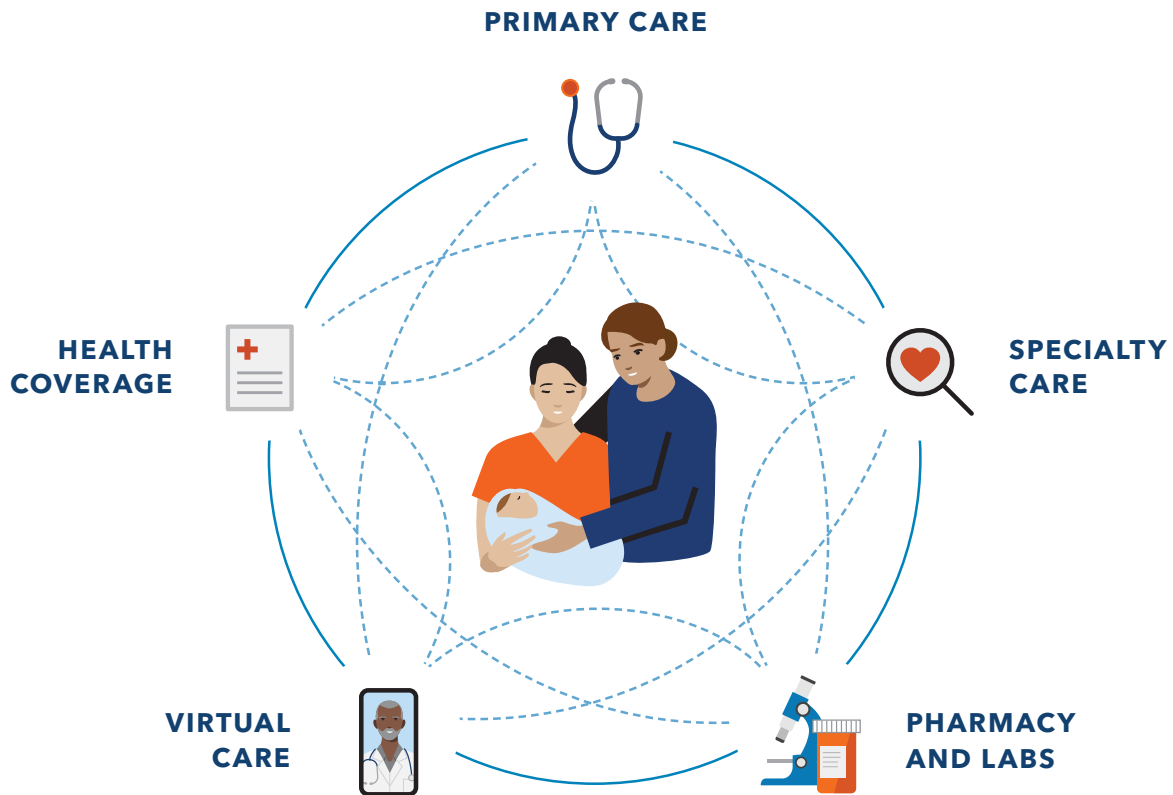 PRIMARY CARE
SPECIALTY
CARE
PHARMACY
AND LABS
VIRTUAL
CARE
HEALTH
COVERAGE